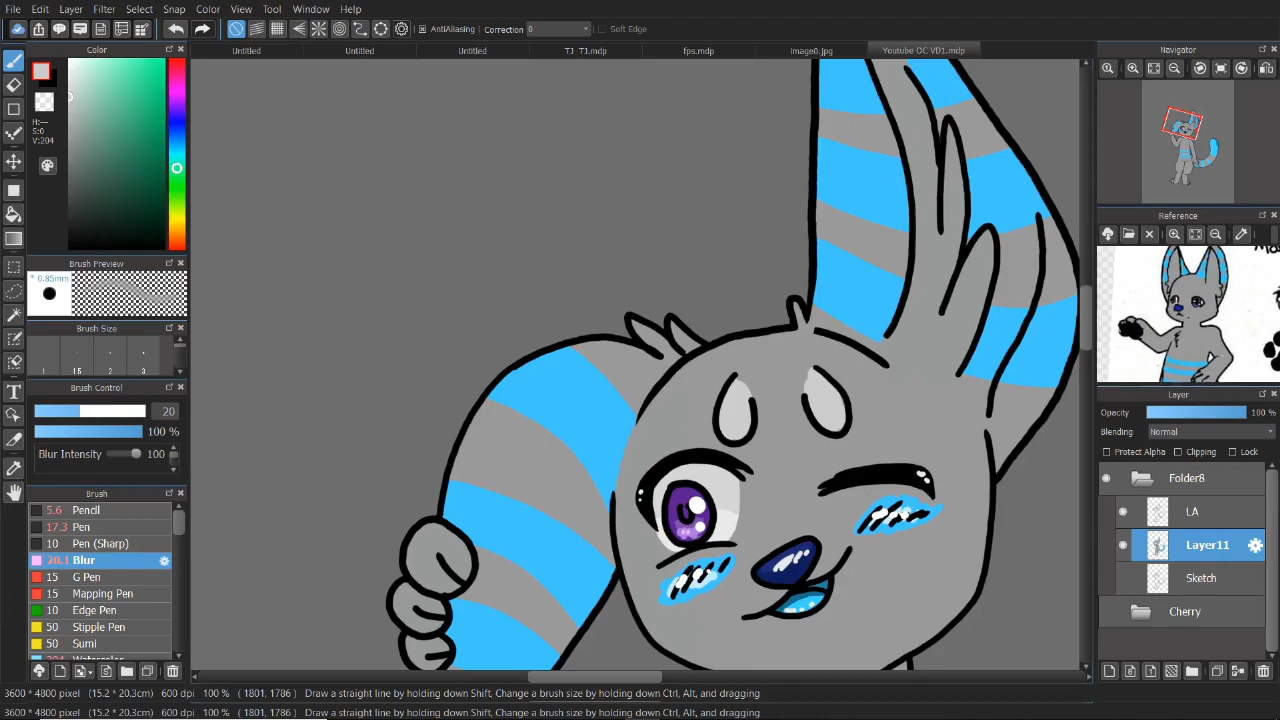 File Edit Layer Filters Select Snap Color View Tool Window Help
AntiAliasing Correction 0 Soft Edge
Color
Untitled Untitled Untitled TJ_TJ.mdp fps.mdp image0.jpg Youtube OC VD1.mdp
Navigator
H:---
S:0
V:204
Reference
Brush Preview
* 0.85mm
Brush Size
1 1.5 2 3
Brush Control
20
100 %
Blur Intensity 100
Layer
Opacity 100 %
Blending Normal
Protect Alpha Clipping Lock
Folder8
LA
Layer11
Sketch
Cherry
Brush
5.6 Pencil
17.3 Pen
10 Pen (Sharp)
20.1 Blur
15 G Pen
15 Mapping Pen
10 Edge Pen
50 Stipple Pen
50 Sumi
3600 * 4800 pixel (15.2 * 20.3cm) 600 dpi 100 % ( 1801, 1786 ) Draw a straight line by holding down Shift, Change a brush size by holding down Ctrl, Alt, and dragging
3600 * 4800 pixel (15.2 * 20.3cm) 600 dpi 100 % ( 1801, 1786 ) Draw a straight line by holding down Shift, Change a brush size by holding down Ctrl, Alt, and dragging